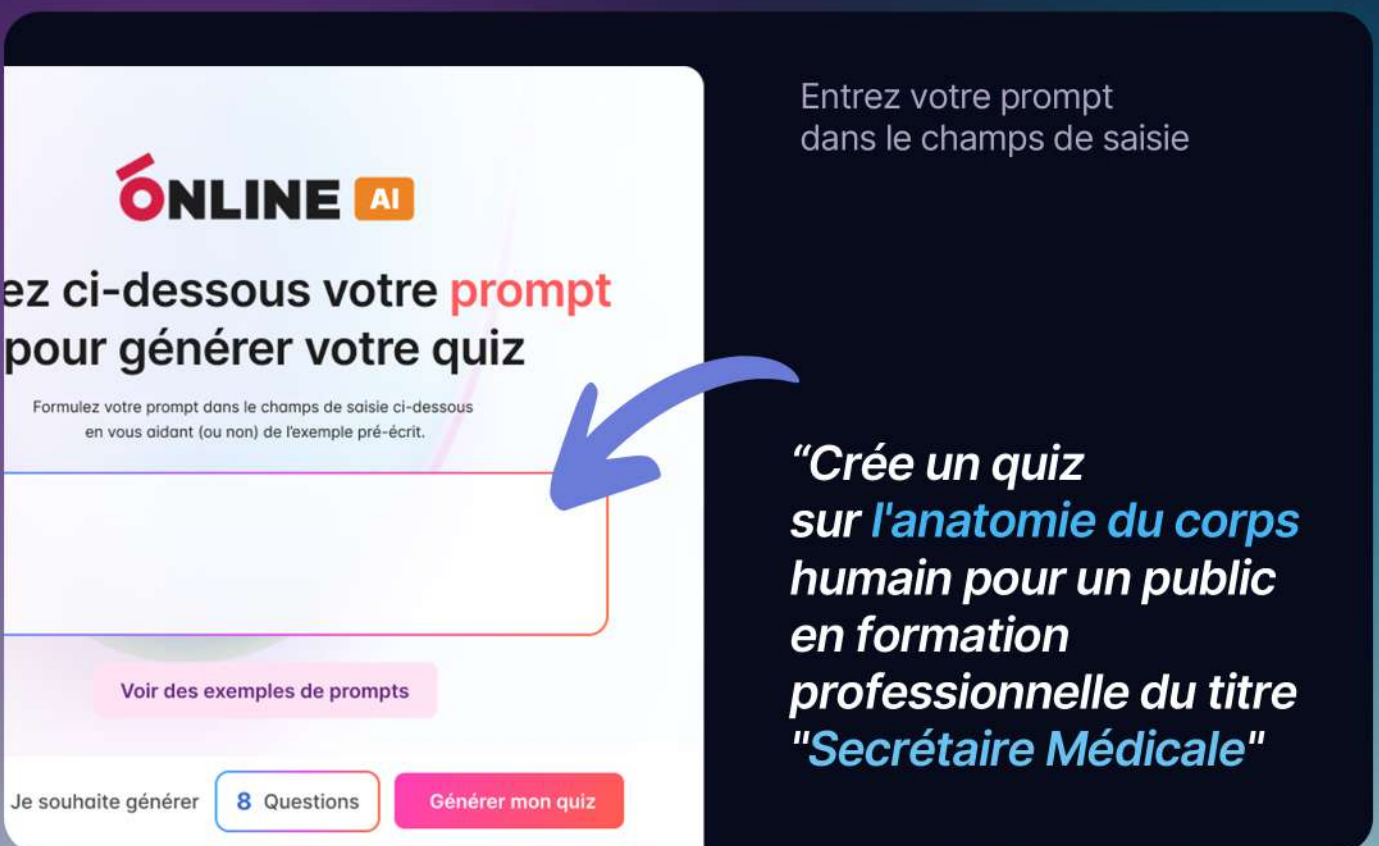 ONLINE AI
ez ci-dessous votre prompt
pour générer votre quiz
Formulez votre prompt dans le champs de saisie ci-dessous
en vous aidant (ou non) de l'exemple pré-écrit.
Voir des exemples de prompts
Je souhaite générer 8 Questions Générer mon quiz
Entrez votre prompt
dans le champs de saisie
“Crée un quiz
sur l'anatomie du corps
humain pour un public
en formation
professionnelle du titre
"Secrétaire Médicale"